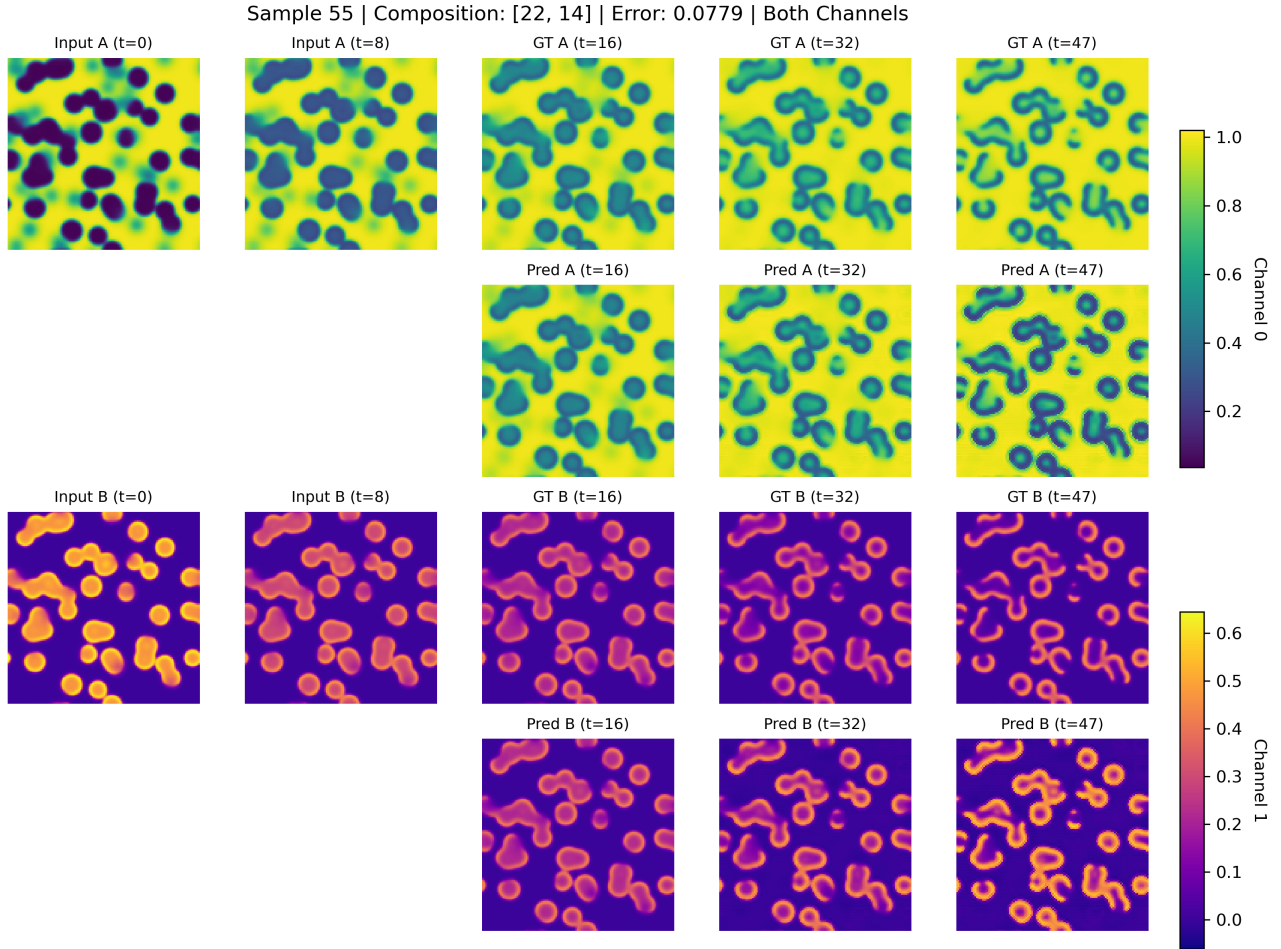 Sample 55 | Composition: [22, 14] | Error: 0.0779 | Both Channels
Input A (t=0)
Input A (t=8)
GT A (t=16)
GT A (t=32)
GT A (t=47)
Pred A (t=16)
Pred A (t=32)
Pred A (t=47)
1.0
0.8
0.6
0.4
0.2
Channel 0
Input B (t=0)
Input B (t=8)
GT B (t=16)
GT B (t=32)
GT B (t=47)
Pred B (t=16)
Pred B (t=32)
Pred B (t=47)
0.6
0.5
0.4
0.3
0.2
0.1
0.0
Channel 1